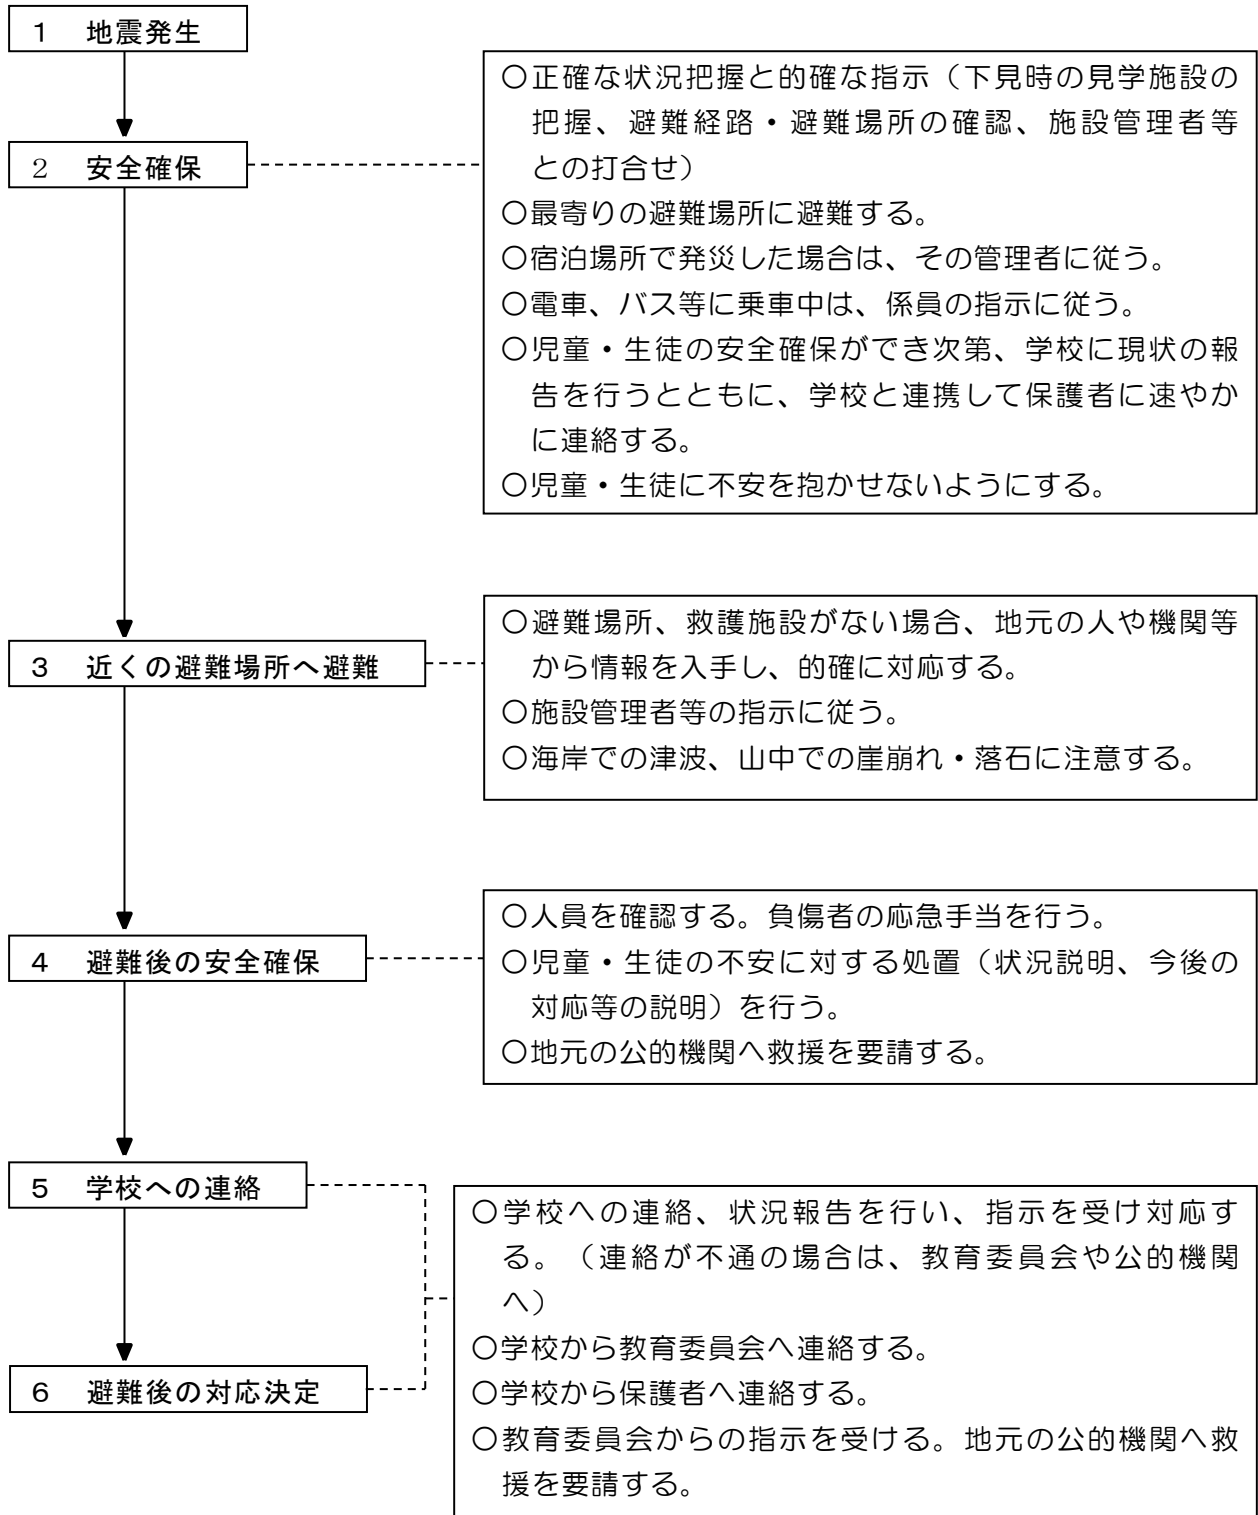 １　地震発生
２　安全確保
〇正確な状況把握と的確な指示（下見時の見学施設の
把握、避難経路・避難場所の確認、施設管理者等
との打合せ）
〇最寄りの避難場所に避難する。
〇宿泊場所で発災した場合は、その管理者に従う。
〇電車、バス等に乗車中は、係員の指示に従う。
〇児童・生徒の安全確保ができ次第、学校に現状の報
告を行うとともに、学校と連携して保護者に速やか
に連絡する。
〇児童・生徒に不安を抱かせないようにする。
３　近くの避難場所へ避難
〇避難場所、救護施設がない場合、地元の人や機関等
から情報を入手し、的確に対応する。
〇施設管理者等の指示に従う。
〇海岸での津波、山中での崖崩れ・落石に注意する。
４　避難後の安全確保
〇人員を確認する。負傷者の応急手当を行う。
〇児童・生徒の不安に対する処置（状況説明、今後の
対応等の説明）を行う。
〇地元の公的機関へ救援を要請する。
５　学校への連絡
６　避難後の対応決定
〇学校への連絡、状況報告を行い、指示を受け対応す
る。（連絡が不通の場合は、教育委員会や公的機関
へ）
〇学校から教育委員会へ連絡する。
〇学校から保護者へ連絡する。
〇教育委員会からの指示を受ける。地元の公的機関へ救
援を要請する。